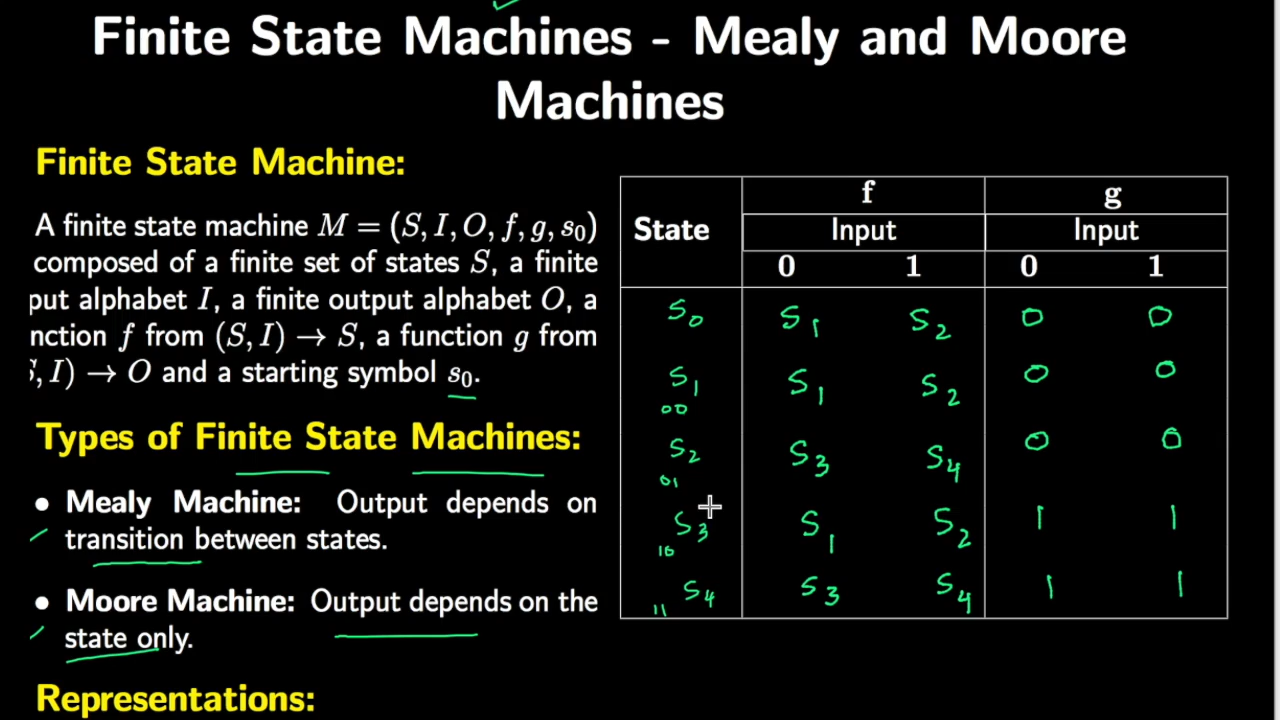 Finite State Machines - Mealy and Moore
Machines
Finite State Machine:
A finite state machine M = (S, I, O, f, g, s₀)
composed of a finite set of states S, a finite
put alphabet I, a finite output alphabet O, a
nction f from (S, I) → S, a function g from
, I) → O and a starting symbol s₀.
Types of Finite State Machines:
• Mealy Machine: Output depends on
transition between states.
• Moore Machine: Output depends on the
state only.
Representations:
State f g
Input Input
0 1 0 1
S₀ S₁ S₂ 0 0
S₁ S₁ S₂ 0 0
00
S₂ S₃ S₄ 0 0
01
S₃ S₁ S₂ 1 1
10
S₄ S₃ S₄ 1 1
11